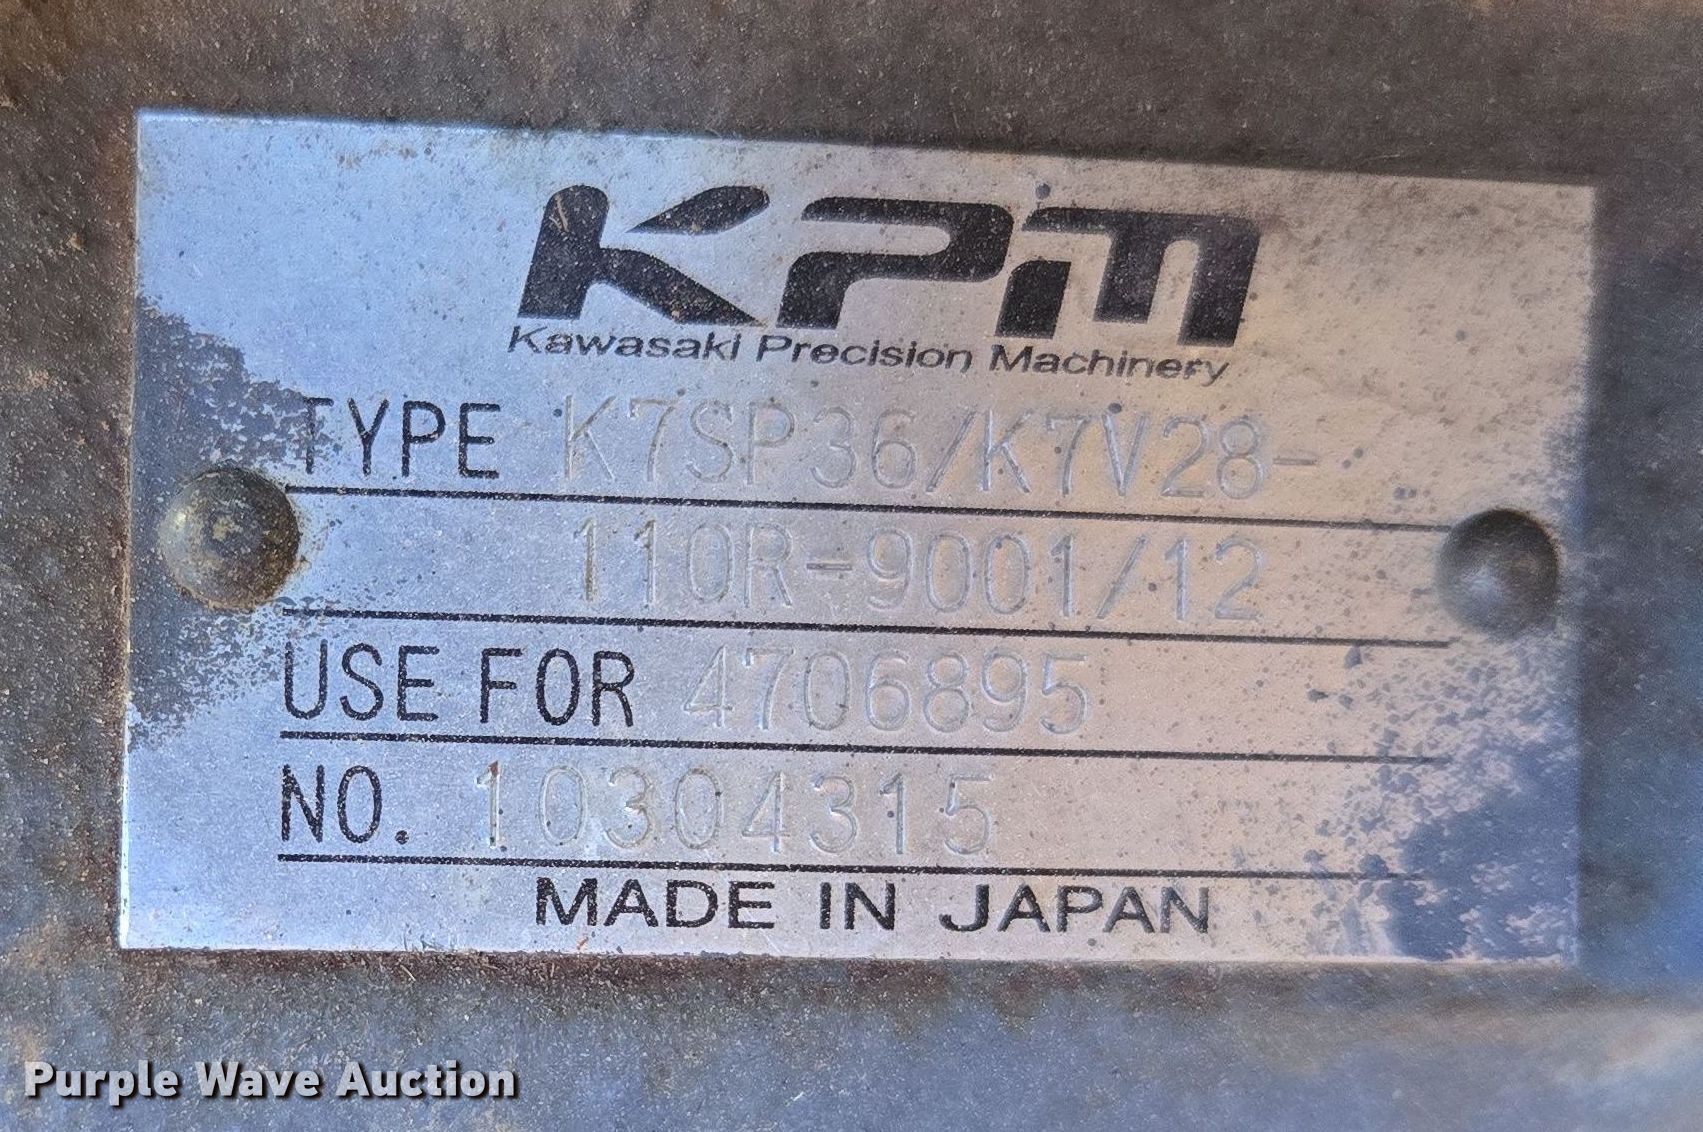 KPM
Kawasaki Precision Machinery
TYPE K7SP36/K7V28-
110R-9001/12
USE FOR 4706895
NO. 10304315
MADE IN JAPAN
Purple Wave Auction